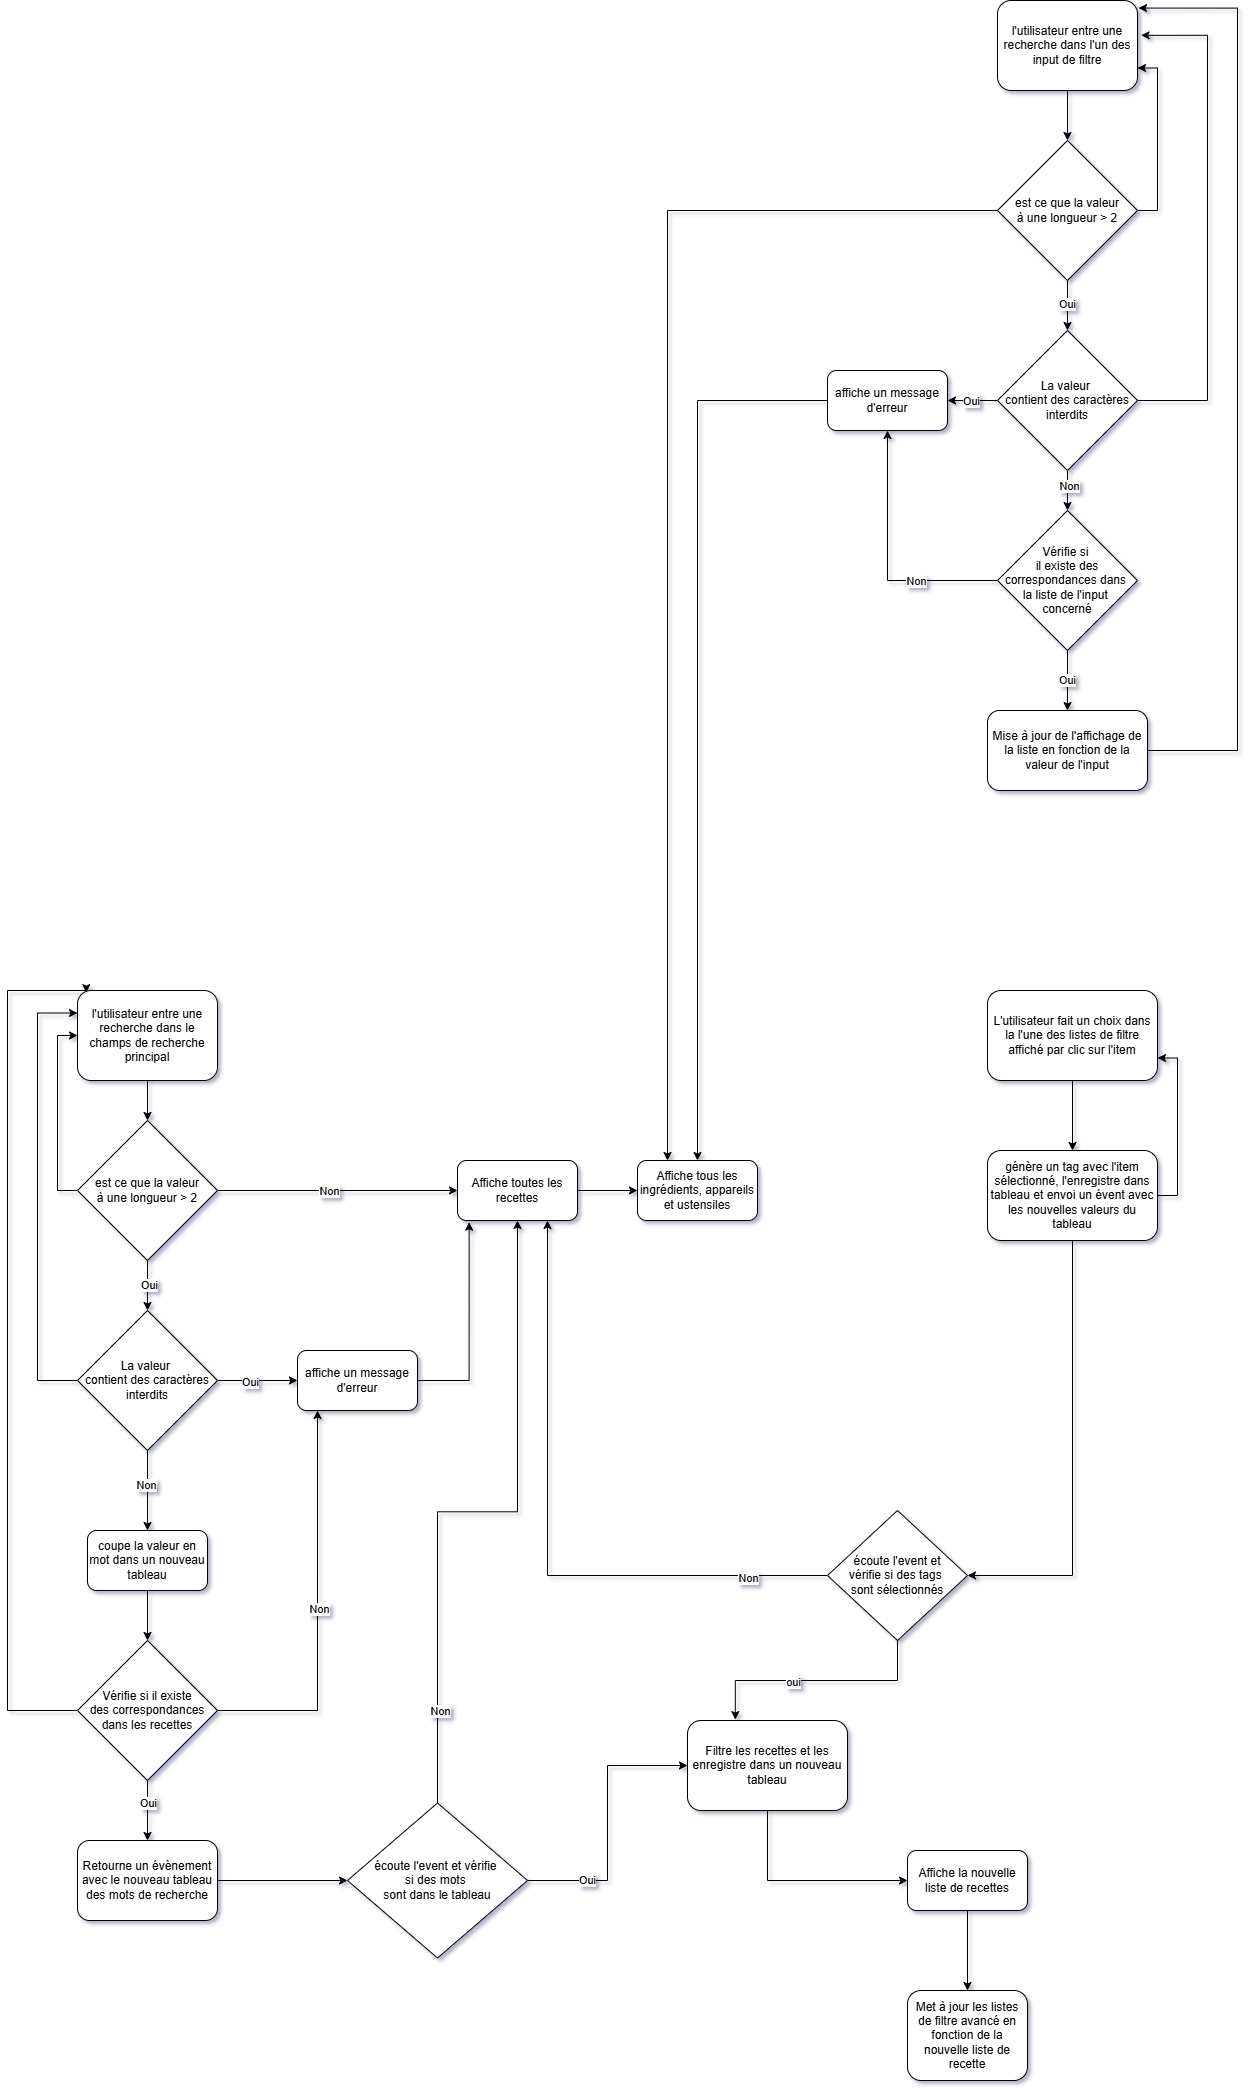 l'utilisateur entre une
recherche dans l'un des
input de filtre
est ce que la valeur
à une longueur > 2
Oui
La valeur
contient des caractères
interdits
Oui
affiche un message
d'erreur
Non
Vérifie si
il existe des
correspondances dans
la liste de l'input
concerné
Non
Oui
Mise à jour de l'affichage de
la liste en fonction de la
valeur de l'input
l'utilisateur entre une
recherche dans le
champs de recherche
principal
est ce que la valeur
à une longueur > 2
Non
Affiche toutes les
recettes
Affiche tous les
ingrédients, appareils
et ustensiles
Oui
La valeur
contient des caractères
interdits
Oui
affiche un message
d'erreur
Non
coupe la valeur en
mot dans un nouveau
tableau
Non
Vérifie si il existe
des correspondances
dans les recettes
Oui
Retourne un évènement
avec le nouveau tableau
des mots de recherche
Non
écoute l'event et vérifie
si des mots
sont dans le tableau
Oui
L'utilisateur fait un choix dans
la l'une des listes de filtre
affiché par clic sur l'item
génère un tag avec l'item
sélectionné, l'enregistre dans
tableau et envoi un évent avec
les nouvelles valeurs du
tableau
écoute l'event et
vérifie si des tags
sont sélectionnés
Non
oui
Filtre les recettes et les
enregistre dans un nouveau
tableau
Affiche la nouvelle
liste de recettes
Met à jour les listes
de filtre avancé en
fonction de la
nouvelle liste de
recette